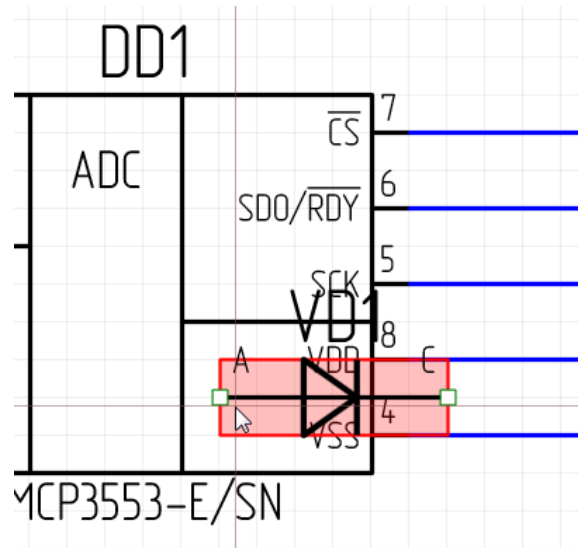 DD1
7
CS
ADC
6
SDO/RDY
5
SCK
VD1
8
A
VDD
C
4
VSS
MCP3553-E/SN